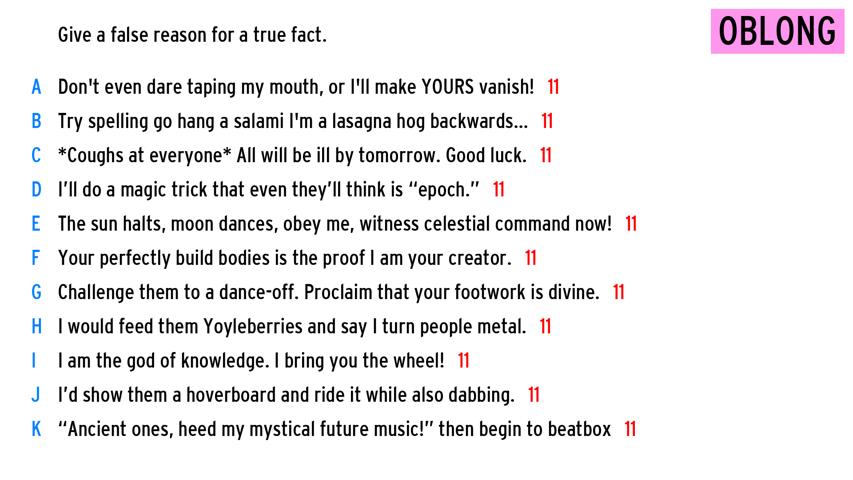 Give a false reason for a true fact.
OBLONG
A Don't even dare taping my mouth, or I'll make YOURS vanish! 11
B Try spelling go hang a salami I'm a lasagna hog backwards... 11
C *Coughs at everyone* All will be ill by tomorrow. Good luck. 11
D I’ll do a magic trick that even they’ll think is “epoch.” 11
E The sun halts, moon dances, obey me, witness celestial command now! 11
F Your perfectly build bodies is the proof I am your creator. 11
G Challenge them to a dance-off. Proclaim that your footwork is divine. 11
H I would feed them Yoyleberries and say I turn people metal. 11
I I am the god of knowledge. I bring you the wheel! 11
J I’d show them a hoverboard and ride it while also dabbing. 11
K “Ancient ones, heed my mystical future music!” then begin to beatbox 11